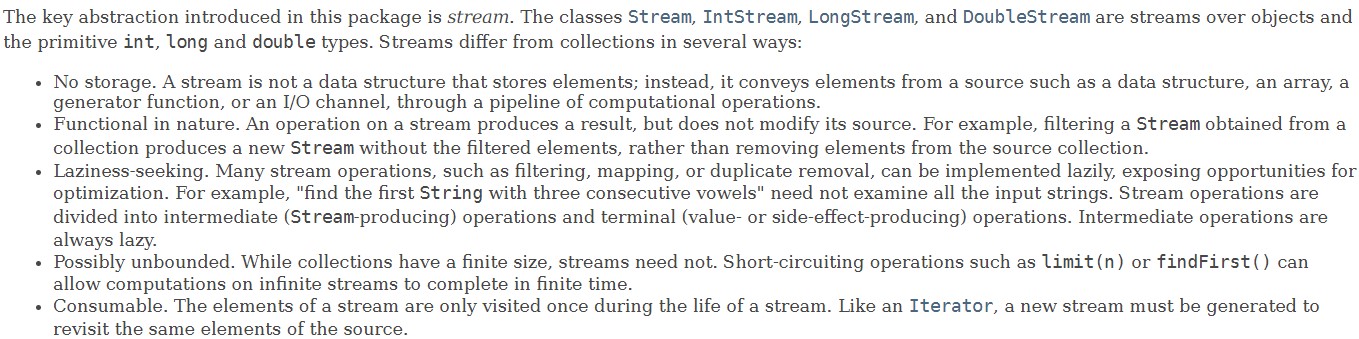 The key abstraction introduced in this package is stream. The classes Stream, IntStream, LongStream, and DoubleStream are streams over objects and
the primitive int, long and double types. Streams differ from collections in several ways:
• No storage. A stream is not a data structure that stores elements; instead, it conveys elements from a source such as a data structure, an array, a
generator function, or an I/O channel, through a pipeline of computational operations.
• Functional in nature. An operation on a stream produces a result, but does not modify its source. For example, filtering a Stream obtained from a
collection produces a new Stream without the filtered elements, rather than removing elements from the source collection.
• Laziness-seeking. Many stream operations, such as filtering, mapping, or duplicate removal, can be implemented lazily, exposing opportunities for
optimization. For example, "find the first String with three consecutive vowels" need not examine all the input strings. Stream operations are
divided into intermediate (Stream-producing) operations and terminal (value- or side-effect-producing) operations. Intermediate operations are
always lazy.
• Possibly unbounded. While collections have a finite size, streams need not. Short-circuiting operations such as limit(n) or findFirst() can
allow computations on infinite streams to complete in finite time.
• Consumable. The elements of a stream are only visited once during the life of a stream. Like an Iterator, a new stream must be generated to
revisit the same elements of the source.